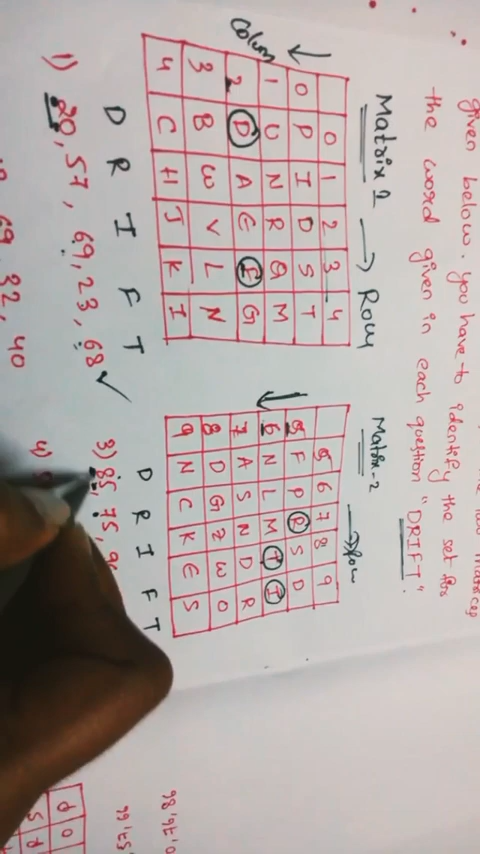 given below. you have to identify the set for
the word given in each question "DRIFT".
Matrix 1 → Row
Matrix-2 → Row
Colum
0 1 2 3 4
0 P I D S T
1 U N R Q M
2 D A E F G
3 B W V L N
4 C H J K I
5 6 7 8 9
5 F P R S D
6 N L M T I
7 A S N D R
8 D G Z W O
9 N C K E S
D R I F T
1) 20, 57, 69, 23, 68 ✓
D R I F T
3) 85, 75,
69, 32, 40
4)